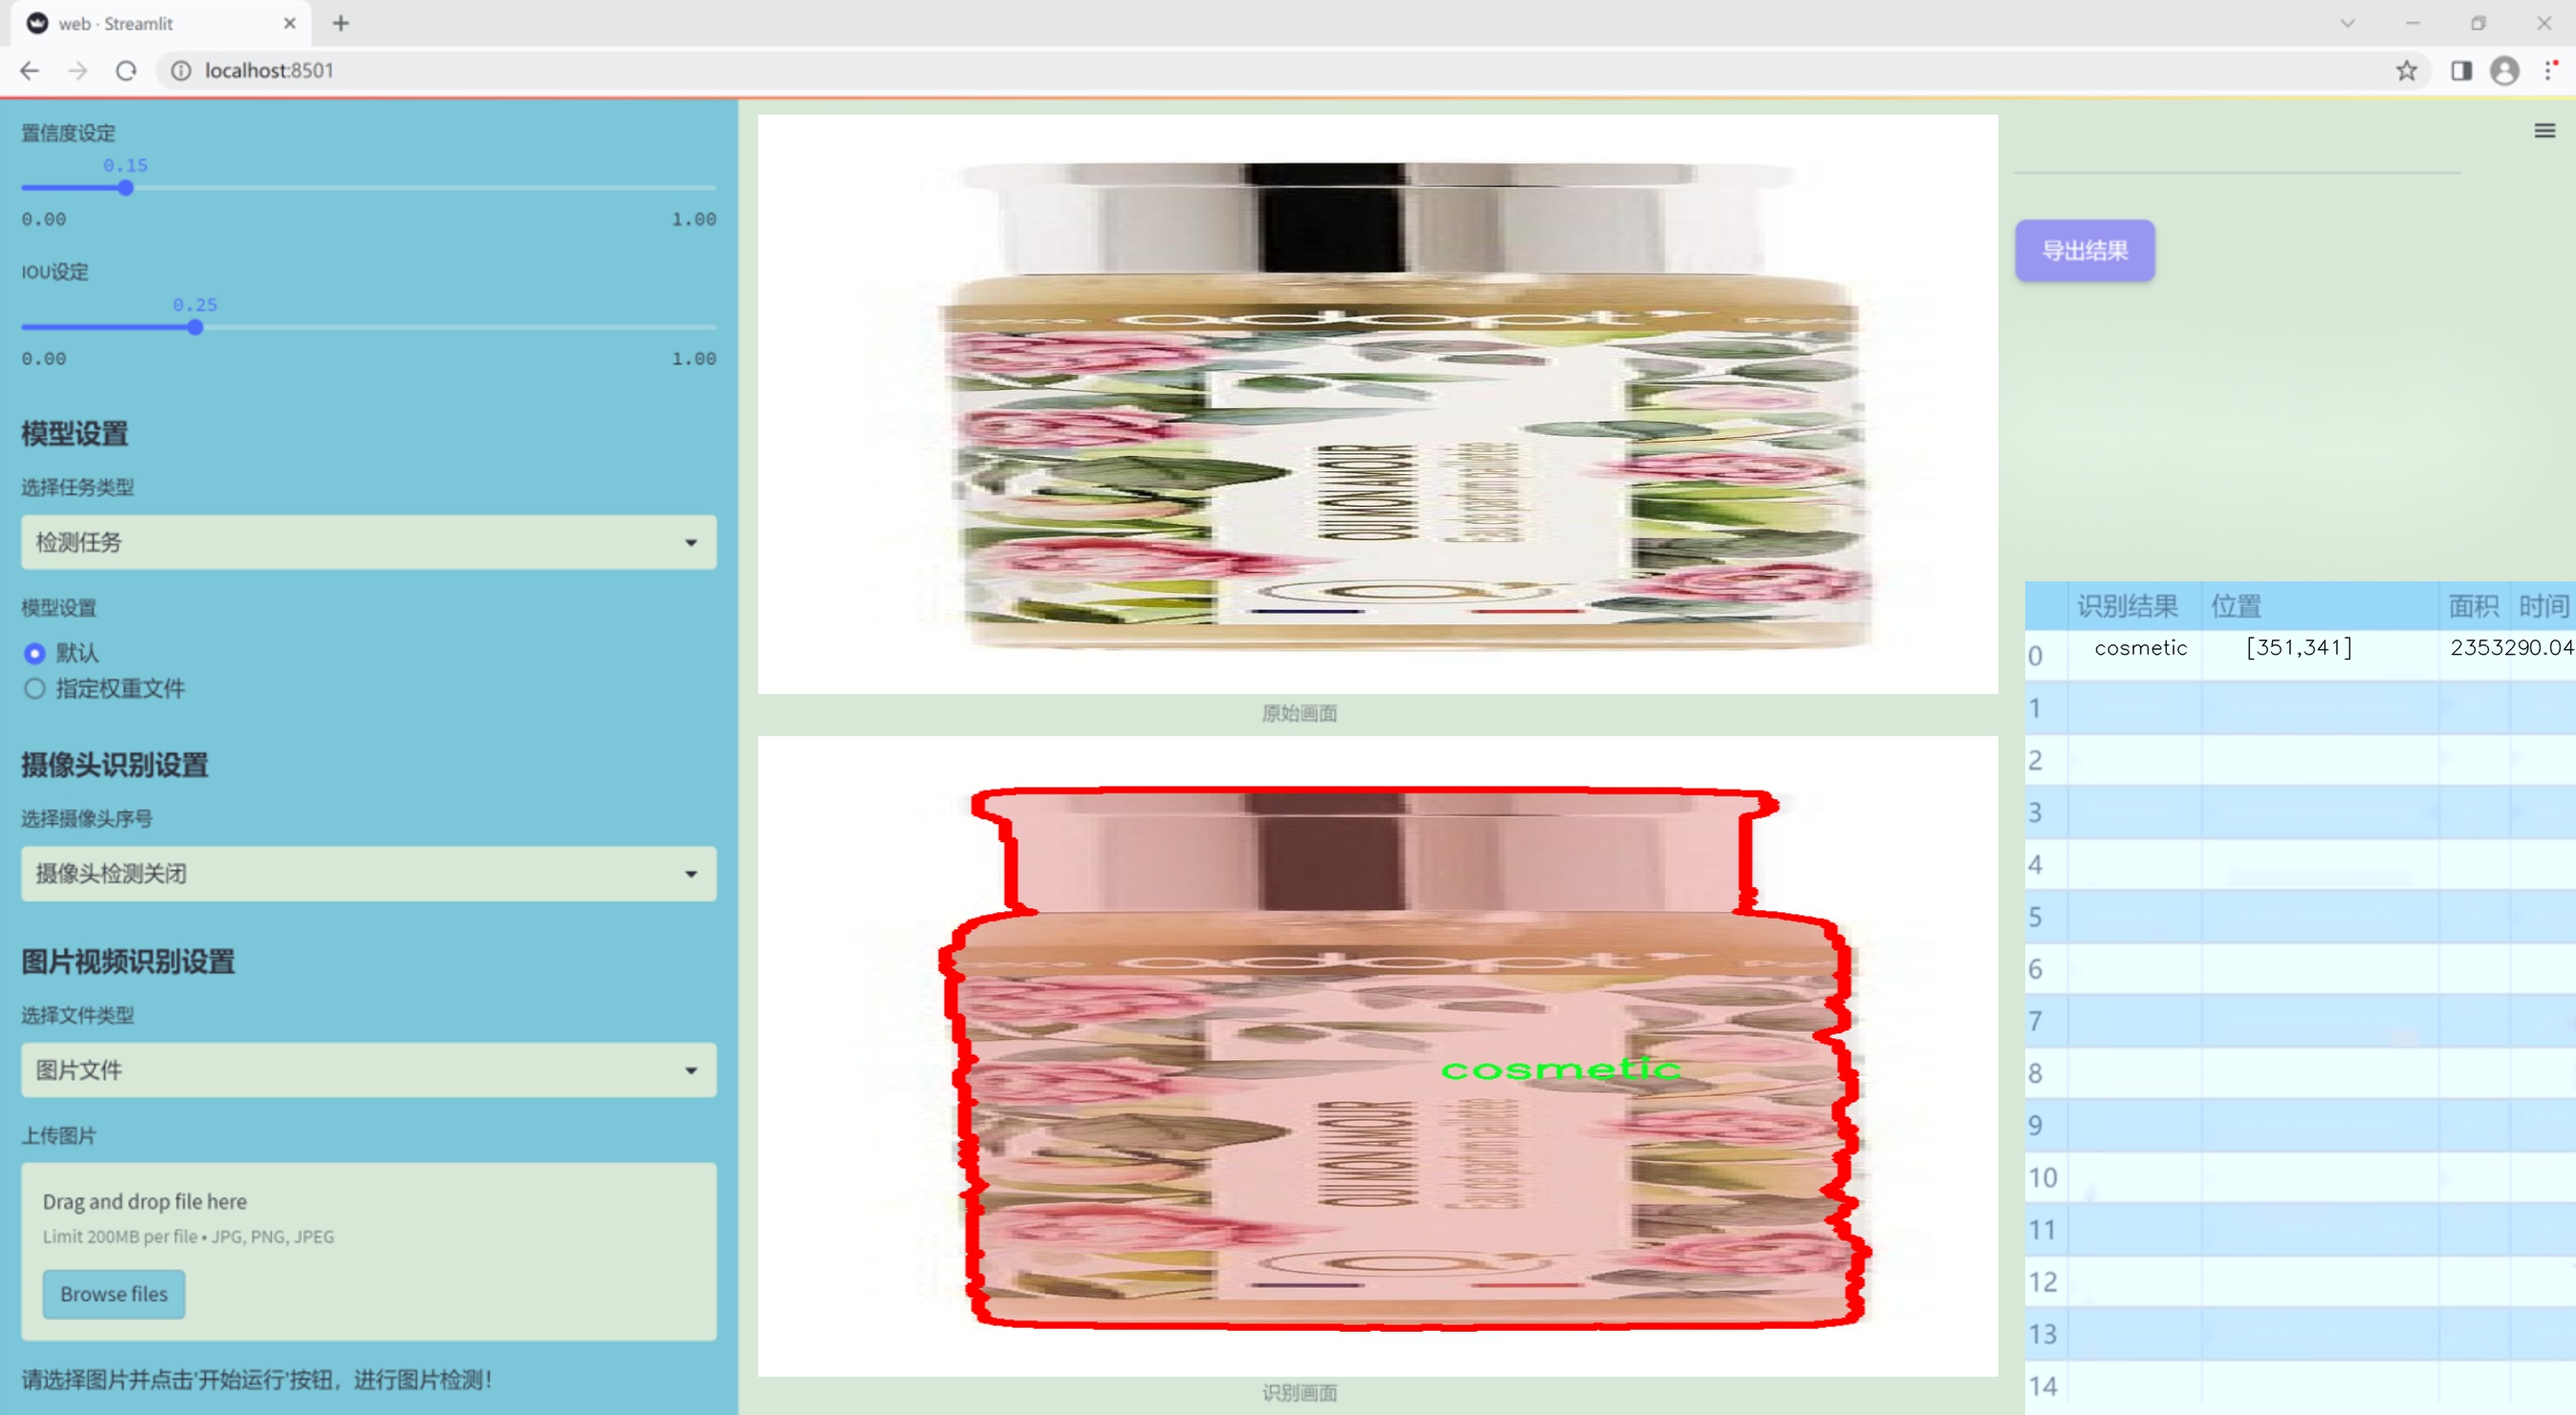 web · Streamlit
localhost:8501
置信度设定
0.15
0.00 1.00
IOU设定
0.25
0.00 1.00
模型设置
选择任务类型
检测任务
模型设置
默认
指定权重文件
摄像头识别设置
选择摄像头序号
摄像头检测关闭
图片视频识别设置
选择文件类型
图片文件
上传图片
Drag and drop file here
Limit 200MB per file • JPG, PNG, JPEG
Browse files
请选择图片并点击'开始运行'按钮，进行图片检测！
原始画面
cosmetic
识别画面
导出结果
识别结果 位置 面积 时间
0 cosmetic [351,341] 2353290.04
1
2
3
4
5
6
7
8
9
10
11
12
13
14